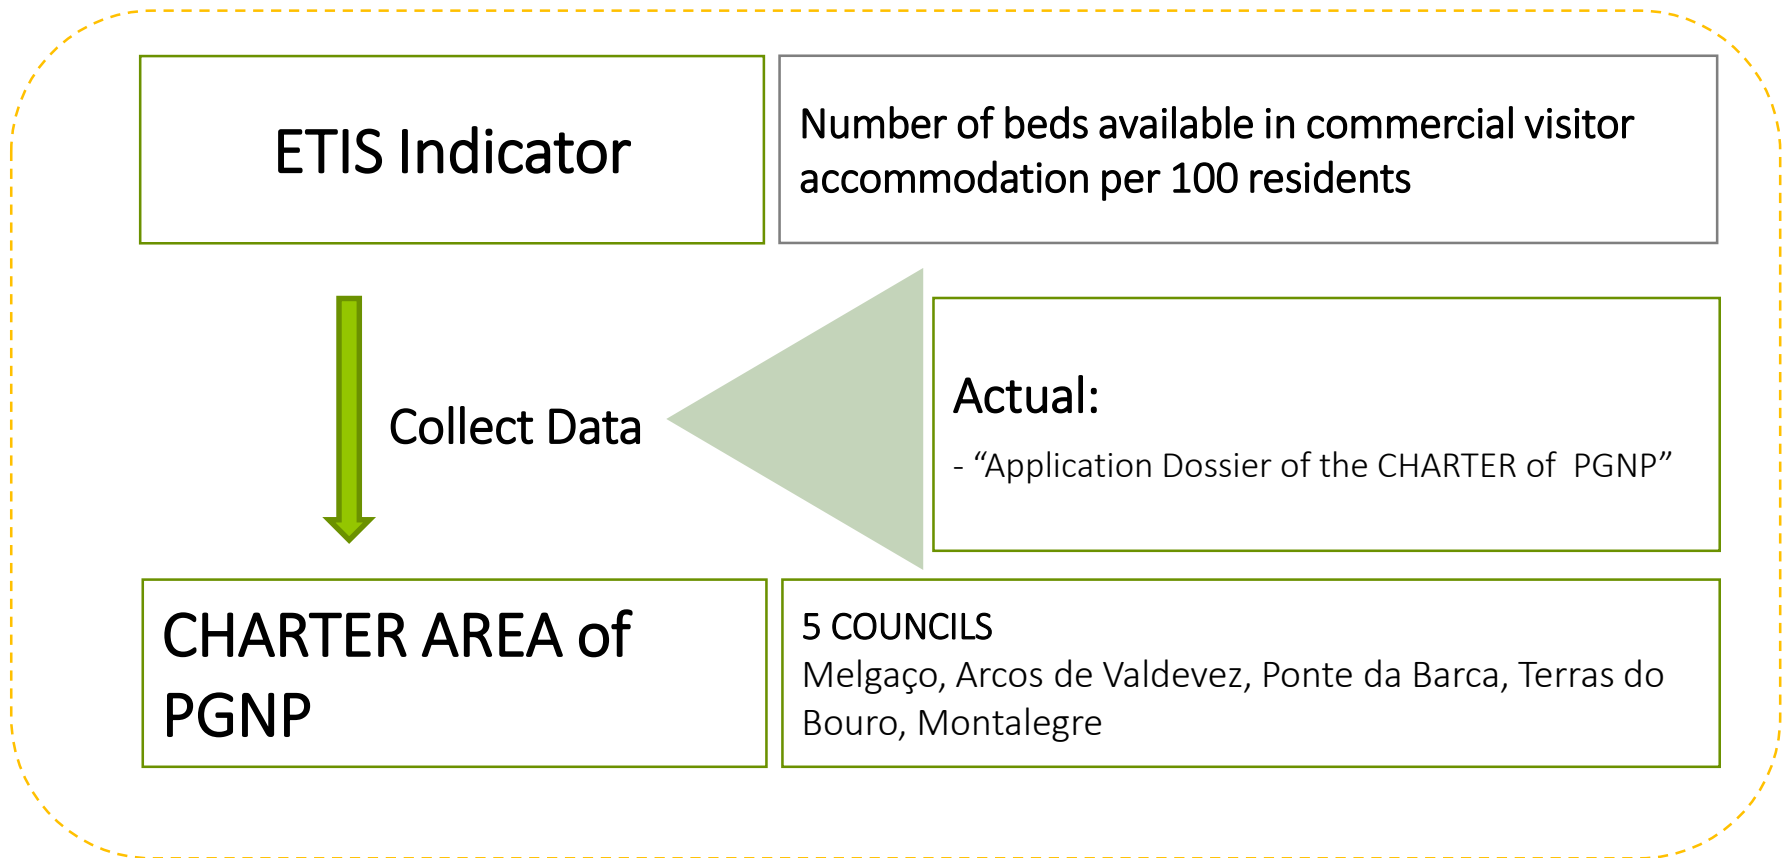 ETIS Indicator
Number of beds available in commercial visitor
accommodation per 100 residents
Collect Data
Actual:
- “Application Dossier of the CHARTER of  PGNP”
CHARTER AREA of
PGNP
5 COUNCILS
Melgaço, Arcos de Valdevez, Ponte da Barca, Terras do
Bouro, Montalegre